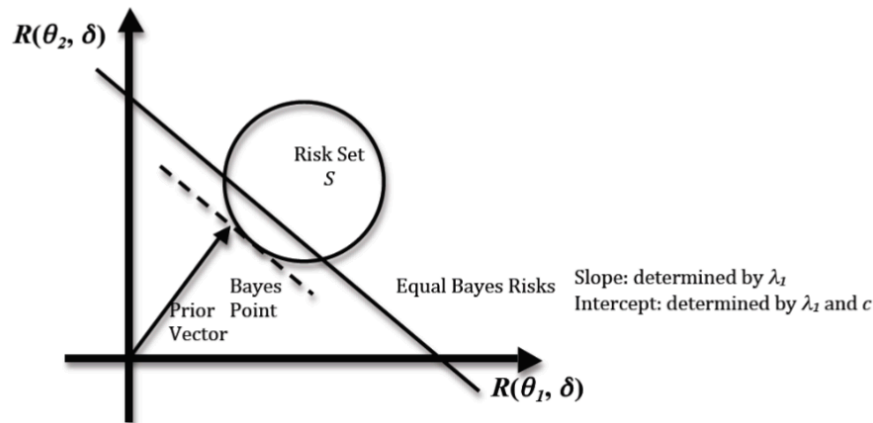 R(θ₂, δ)
Risk Set
S
Bayes
Point
Prior
Vector
Equal Bayes Risks
Slope: determined by λ₁
Intercept: determined by λ₁ and c
R(θ₁, δ)